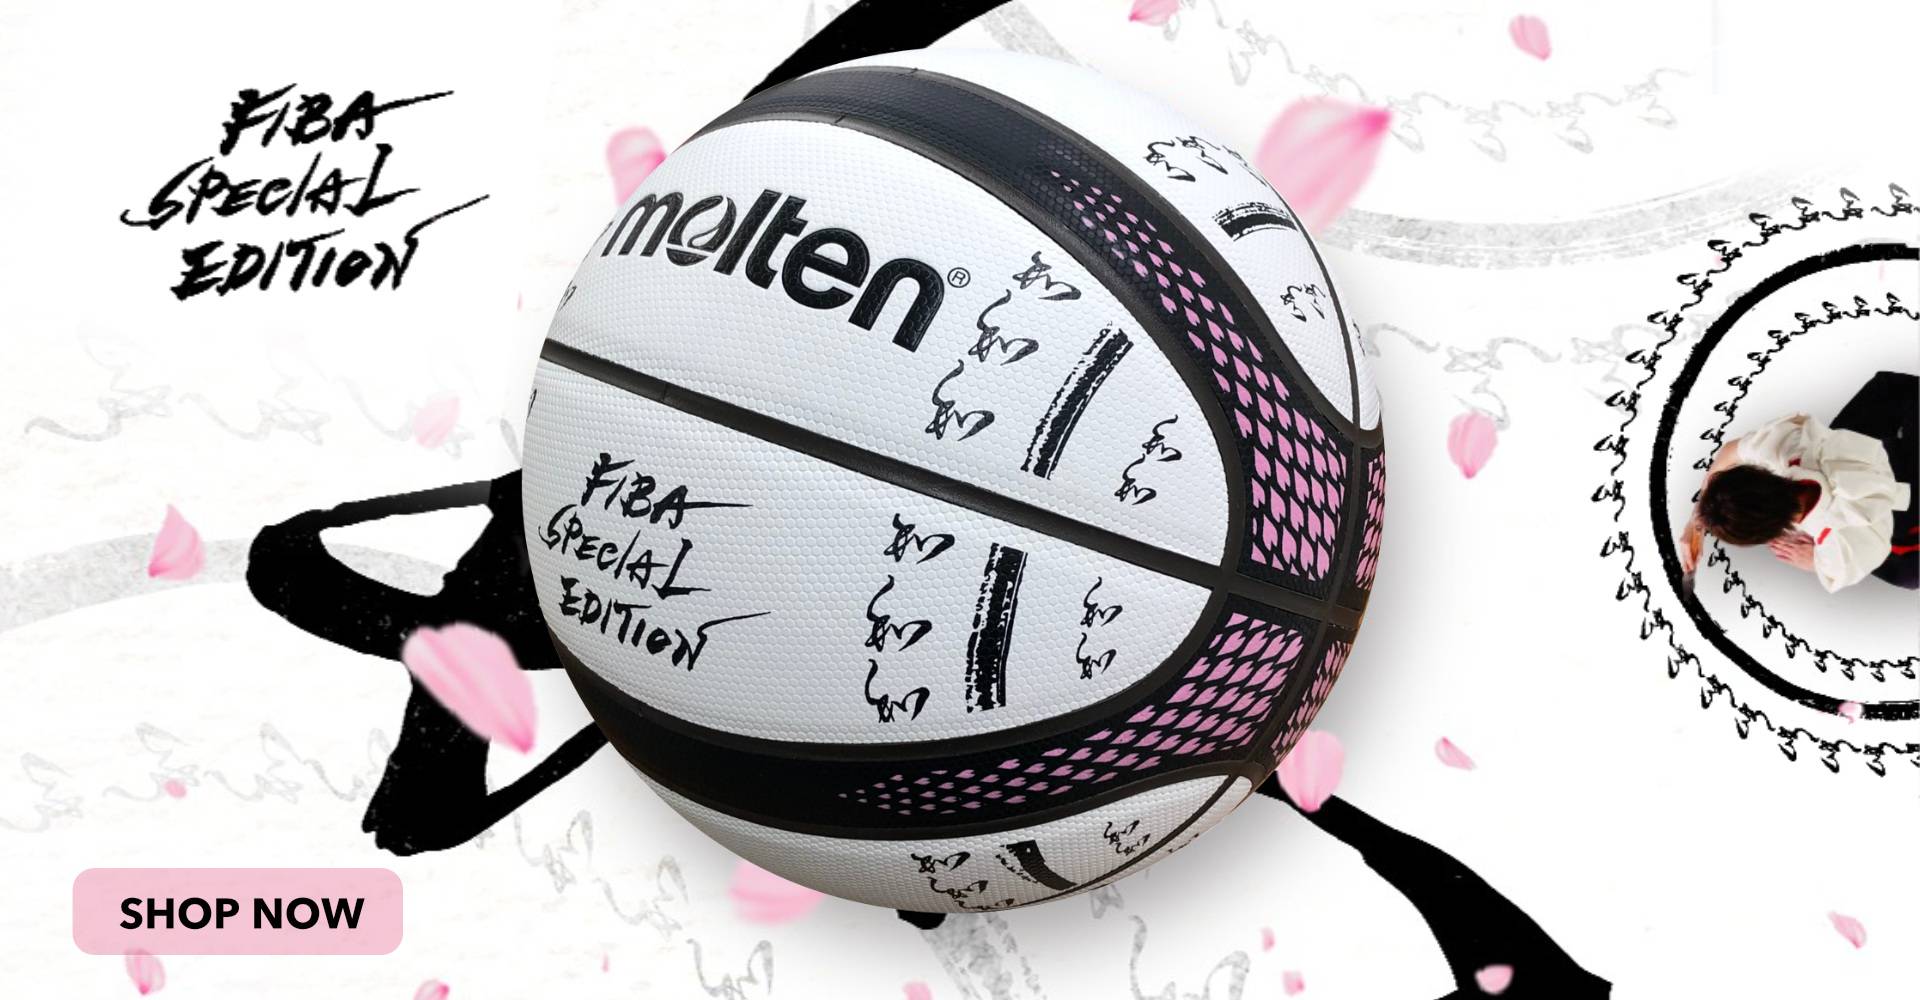 FIBA
SPECIAL
EDITION
molten®
FIBA
SPECIAL
EDITION
SHOP NOW